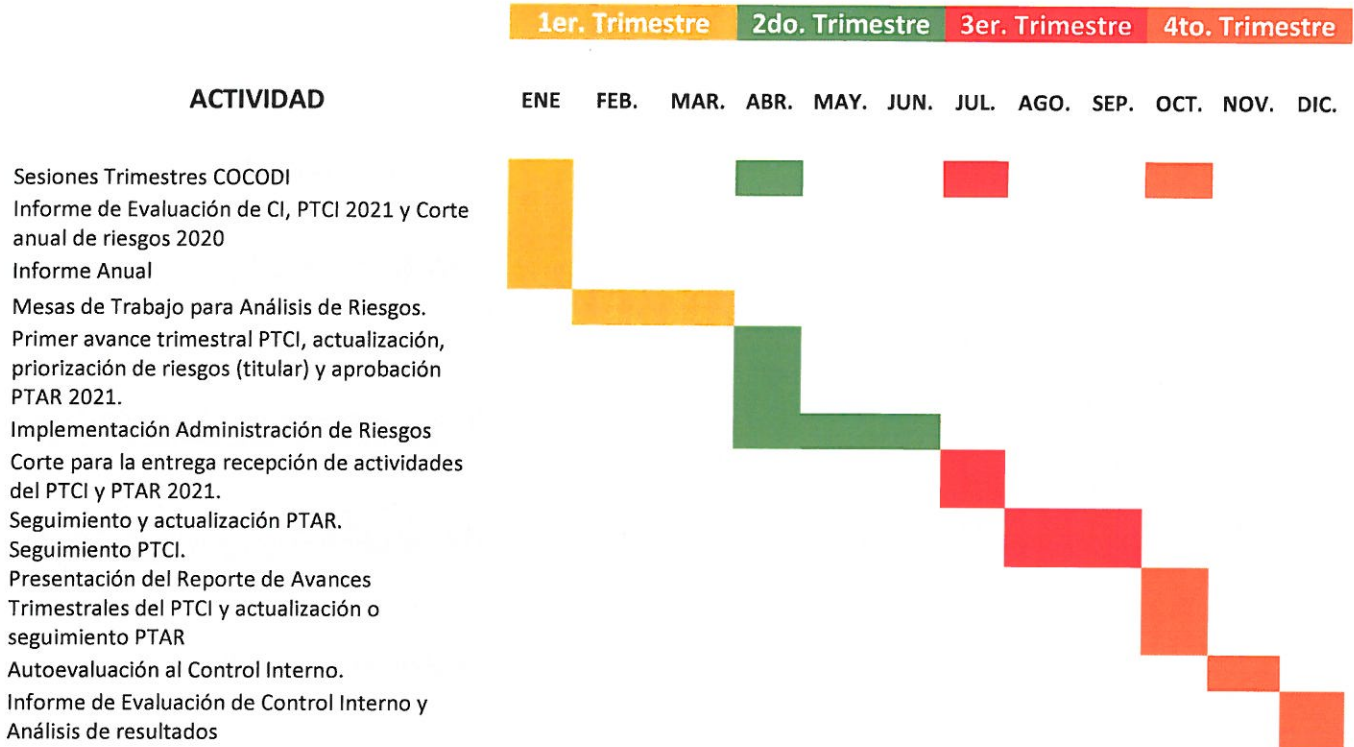 1er. Trimestre 2do. Trimestre 3er. Trimestre 4to. Trimestre
ACTIVIDAD ENE FEB. MAR. ABR. MAY. JUN. JUL. AGO. SEP. OCT. NOV. DIC.
Sesiones Trimestres COCODI
Informe de Evaluación de CI, PTCI 2021 y Corte
anual de riesgos 2020
Informe Anual
Mesas de Trabajo para Análisis de Riesgos.
Primer avance trimestral PTCI, actualización,
priorización de riesgos (titular) y aprobación
PTAR 2021.
Implementación Administración de Riesgos
Corte para la entrega recepción de actividades
del PTCI y PTAR 2021.
Seguimiento y actualización PTAR.
Seguimiento PTCI.
Presentación del Reporte de Avances
Trimestrales del PTCI y actualización o
seguimiento PTAR
Autoevaluación al Control Interno.
Informe de Evaluación de Control Interno y
Análisis de resultados